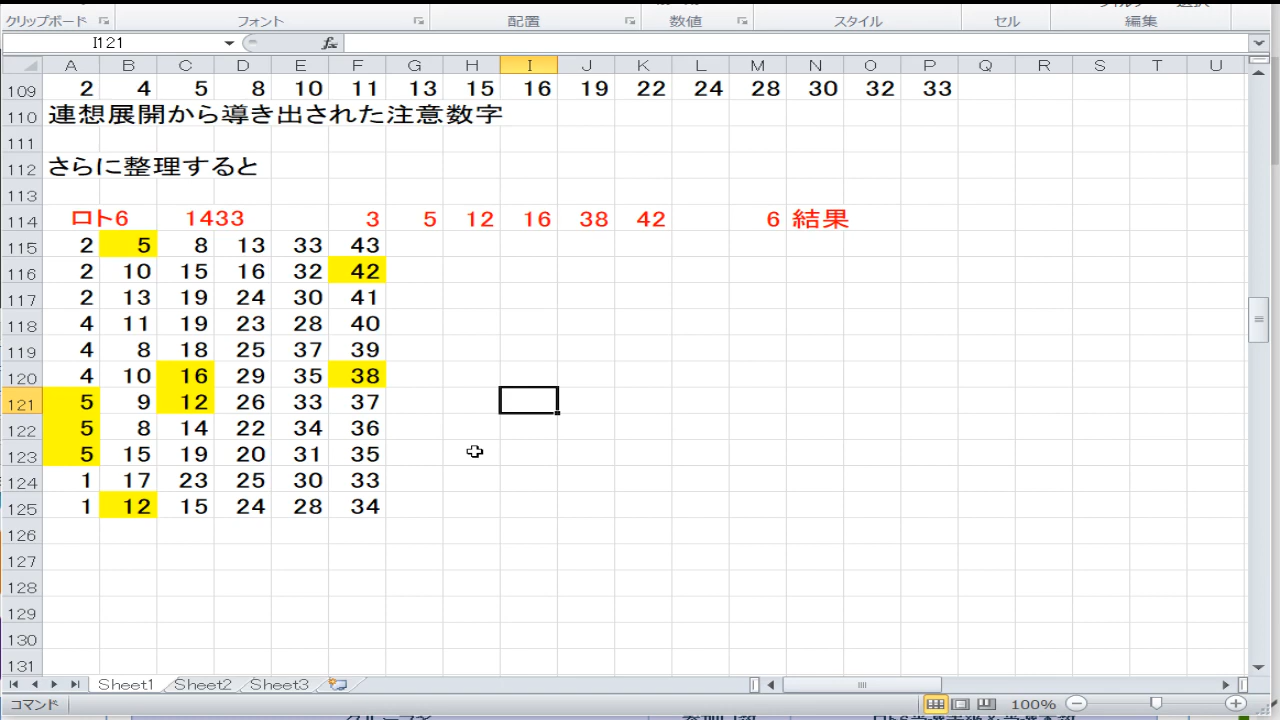 クリップボード フォント 配置 数値 スタイル セル 編集
I121 fx
A B C D E F G H I J K L M N O P Q R S T U
109 2 4 5 8 10 11 13 15 16 19 22 24 28 30 32 33
110 連想展開から導き出された注意数字
111
112 さらに整理すると
113
114 ロト6 1433 3 5 12 16 38 42 6 結果
115 2 5 8 13 33 43
116 2 10 15 16 32 42
117 2 13 19 24 30 41
118 4 11 19 23 28 40
119 4 8 18 25 37 39
120 4 10 16 29 35 38
121 5 9 12 26 33 37
122 5 8 14 22 34 36
123 5 15 19 20 31 35
124 1 17 23 25 30 33
125 1 12 15 24 28 34
126
127
128
129
130
131
Sheet1 Sheet2 Sheet3
コマンド 100%